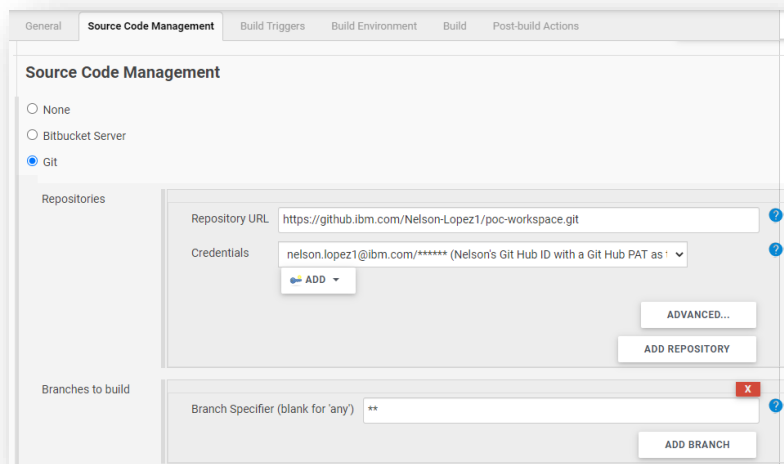 General Source Code Management Build Triggers Build Environment Build Post-build Actions
Source Code Management
None
Bitbucket Server
Git
Repositories
Repository URL https://github.ibm.com/Nelson-Lopez1/poc-workspace.git
Credentials nelson.lopez1@ibm.com/****** (Nelson's Git Hub ID with a Git Hub PAT as
ADD
ADVANCED...
ADD REPOSITORY
Branches to build
X
Branch Specifier (blank for 'any') **
ADD BRANCH